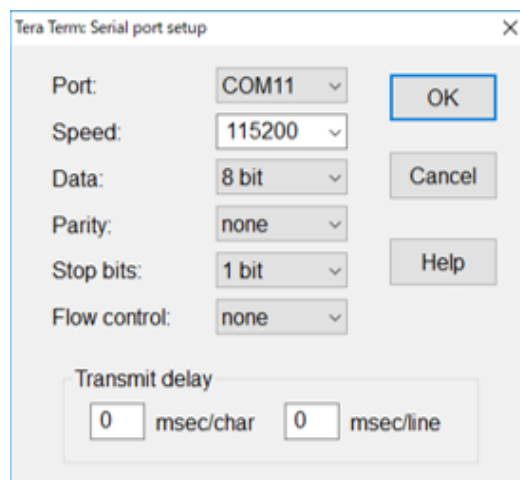 Tera Term: Serial port setup
Port: COM11
OK
Speed: 115200
Data: 8 bit
Cancel
Parity: none
Stop bits: 1 bit
Help
Flow control: none
Transmit delay
0 msec/char 0 msec/line